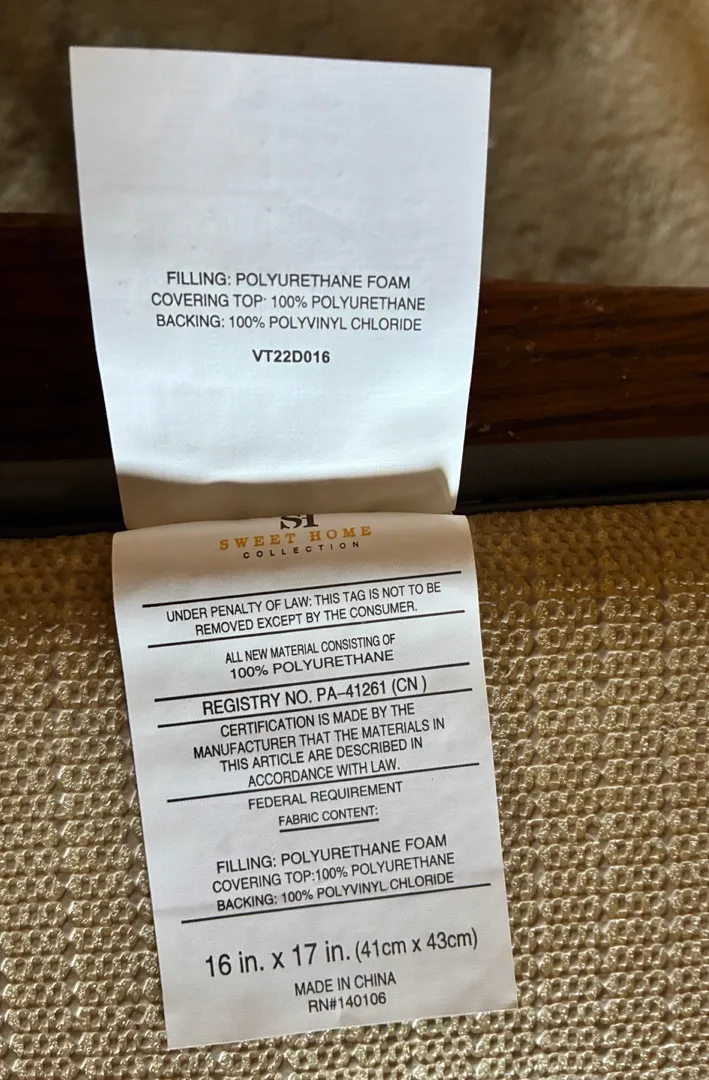 FILLING: POLYURETHANE FOAM
COVERING TOP: 100% POLYURETHANE
BACKING: 100% POLYVINYL CHLORIDE
VT22D016
SWEET HOME
COLLECTION
UNDER PENALTY OF LAW: THIS TAG IS NOT TO BE
REMOVED EXCEPT BY THE CONSUMER.
ALL NEW MATERIAL CONSISTING OF
100% POLYURETHANE
REGISTRY NO. PA-41261 (CN )
CERTIFICATION IS MADE BY THE
MANUFACTURER THAT THE MATERIALS IN
THIS ARTICLE ARE DESCRIBED IN
ACCORDANCE WITH LAW.
FEDERAL REQUIREMENT
FABRIC CONTENT:
FILLING: POLYURETHANE FOAM
COVERING TOP:100% POLYURETHANE
BACKING: 100% POLYVINYL CHLORIDE
16 in. x 17 in. (41cm x 43cm)
MADE IN CHINA
RN#140106